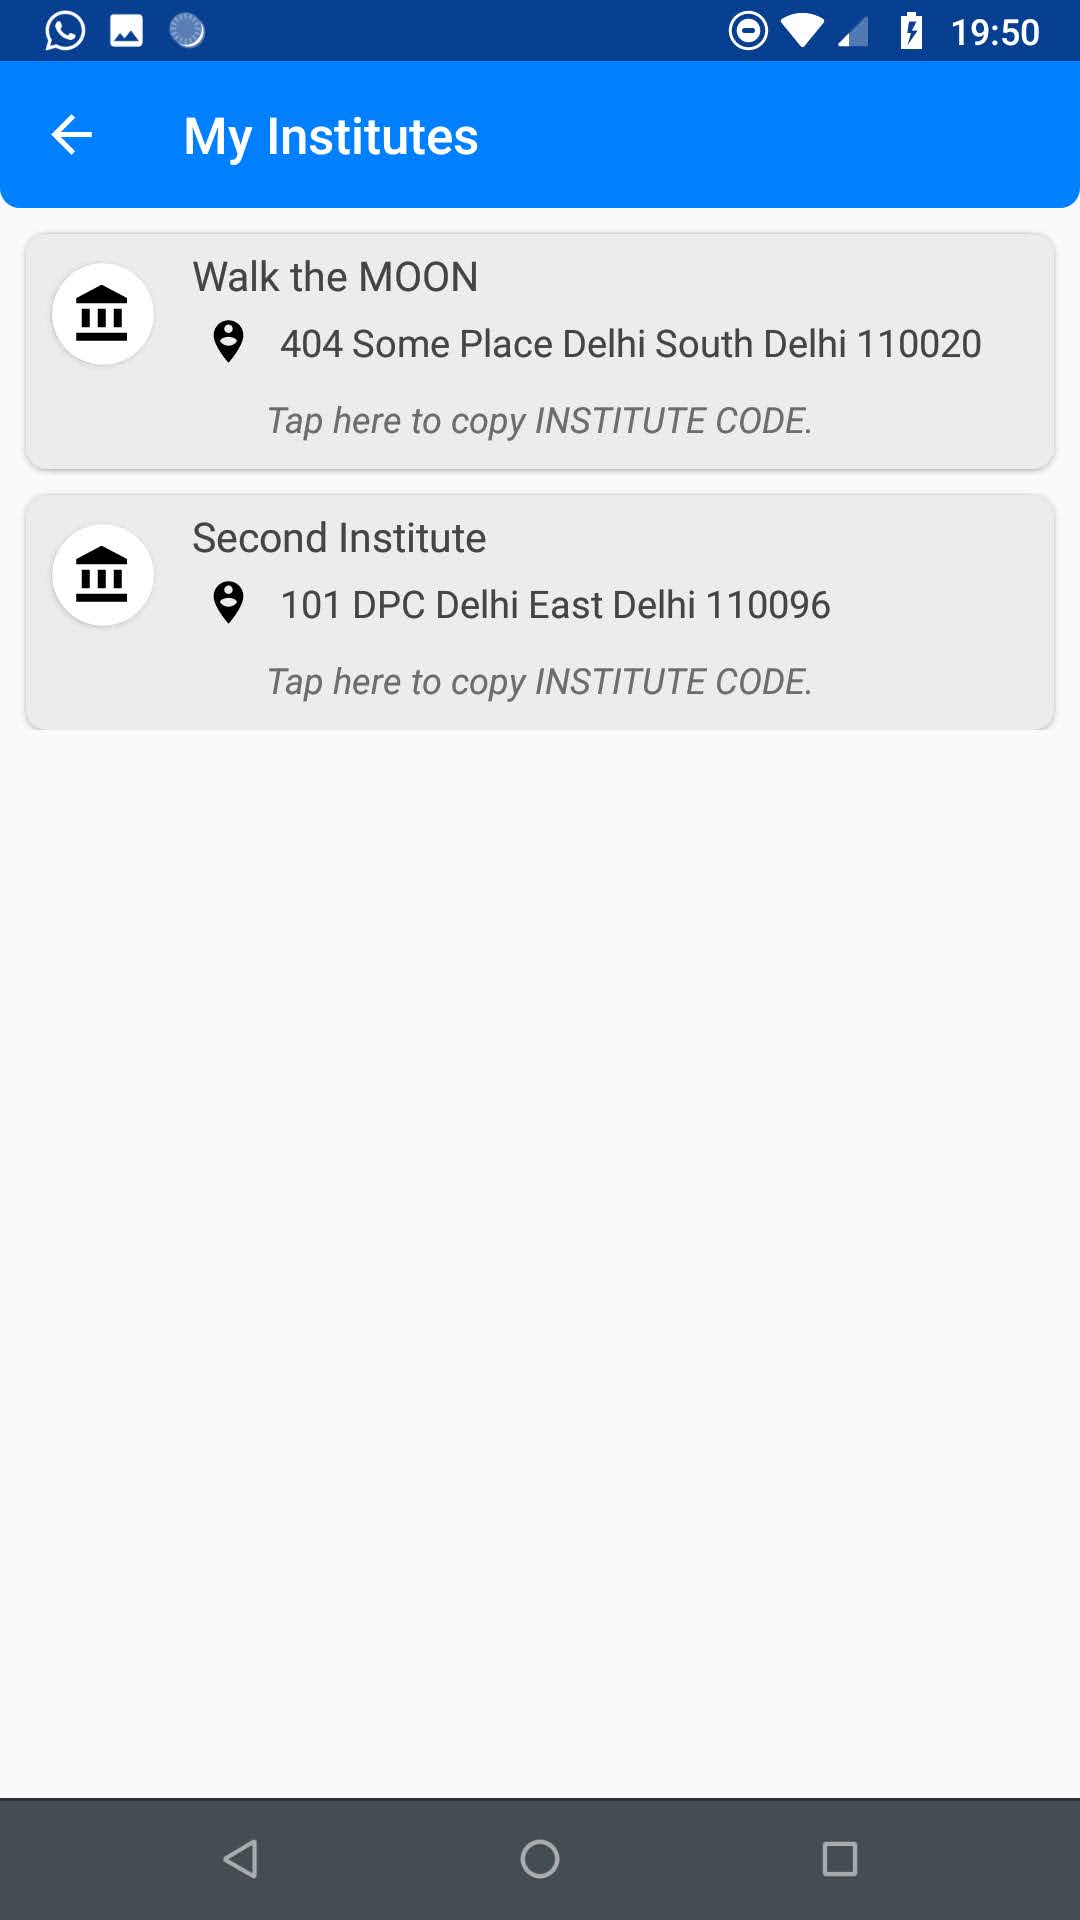 19:50
My Institutes
Walk the MOON
404 Some Place Delhi South Delhi 110020
Tap here to copy INSTITUTE CODE.
Second Institute
101 DPC Delhi East Delhi 110096
Tap here to copy INSTITUTE CODE.